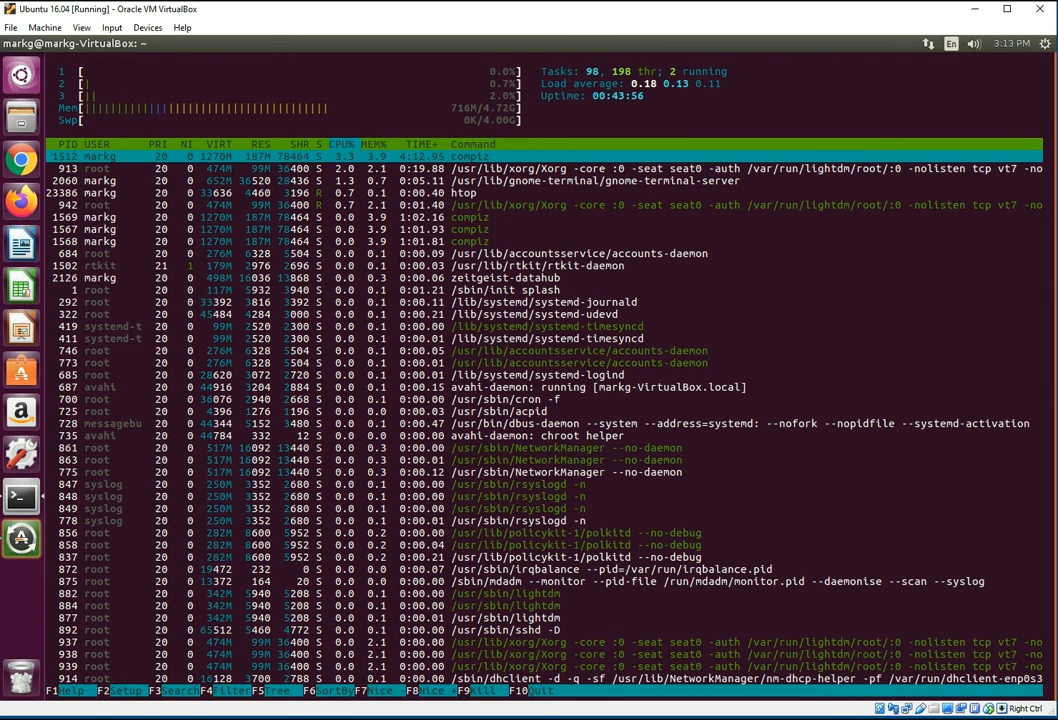 Ubuntu 16.04 [Running] - Oracle VM VirtualBox
File Machine View Input Devices Help
markg@markg-VirtualBox: ~ En 3:13 PM
1 [ 0.0%] Tasks: 98, 198 thr; 2 running
2 [| 0.7%] Load average: 0.18 0.13 0.11
3 [|| 2.0%] Uptime: 00:43:56
Mem[ 716M/4.72G]
Swp[ 0K/4.00G]
PID USER PRI NI VIRT RES SHR S CPU% MEM% TIME+ Command
1512 markg 20 0 1270M 187M 78464 S 3.3 3.9 4:12.95 compiz
913 root 20 0 474M 99M 36400 S 2.0 2.1 0:19.88 /usr/lib/xorg/Xorg -core :0 -seat seat0 -auth /var/run/lightdm/root/:0 -nolisten tcp vt7 -no
2060 markg 20 0 652M 36520 28436 S 1.3 0.7 0:05.11 /usr/lib/gnome-terminal/gnome-terminal-server
23386 markg 20 0 33636 4460 3196 R 0.7 0.1 0:00.40 htop
942 root 20 0 474M 99M 36400 R 0.7 2.1 0:01.40 /usr/lib/xorg/Xorg -core :0 -seat seat0 -auth /var/run/lightdm/root/:0 -nolisten tcp vt7 -no
1569 markg 20 0 1270M 187M 78464 S 0.0 3.9 1:02.16 compiz
1567 markg 20 0 1270M 187M 78464 S 0.0 3.9 1:01.93 compiz
1568 markg 20 0 1270M 187M 78464 S 0.0 3.9 1:01.81 compiz
684 root 20 0 276M 6328 5504 S 0.0 0.1 0:00.09 /usr/lib/accountsservice/accounts-daemon
1502 rtkit 21 1 179M 2976 2696 S 0.0 0.1 0:00.03 /usr/lib/rtkit/rtkit-daemon
2126 markg 20 0 498M 16036 13868 S 0.0 0.3 0:00.06 zeitgeist-datahub
1 root 20 0 117M 5932 3940 S 0.0 0.1 0:01.21 /sbin/init splash
292 root 20 0 33392 3816 3392 S 0.0 0.1 0:00.11 /lib/systemd/systemd-journald
322 root 20 0 45484 4284 3000 S 0.0 0.1 0:00.21 /lib/systemd/systemd-udevd
419 systemd-t 20 0 99M 2520 2300 S 0.0 0.1 0:00.00 /lib/systemd/systemd-timesyncd
411 systemd-t 20 0 99M 2520 2300 S 0.0 0.1 0:00.01 /lib/systemd/systemd-timesyncd
746 root 20 0 276M 6328 5504 S 0.0 0.1 0:00.05 /usr/lib/accountsservice/accounts-daemon
773 root 20 0 276M 6328 5504 S 0.0 0.1 0:00.01 /usr/lib/accountsservice/accounts-daemon
685 root 20 0 28620 3072 2720 S 0.0 0.1 0:00.01 /lib/systemd/systemd-logind
687 avahi 20 0 44916 3204 2884 S 0.0 0.1 0:00.15 avahi-daemon: running [markg-VirtualBox.local]
700 root 20 0 36076 2940 2668 S 0.0 0.1 0:00.00 /usr/sbin/cron -f
725 root 20 0 4396 1276 1196 S 0.0 0.0 0:00.03 /usr/sbin/acpid
728 messagebu 20 0 44344 5152 3480 S 0.0 0.1 0:00.47 /usr/bin/dbus-daemon --system --address=systemd: --nofork --nopidfile --systemd-activation
735 avahi 20 0 44784 332 12 S 0.0 0.0 0:00.00 avahi-daemon: chroot helper
861 root 20 0 517M 16092 13440 S 0.0 0.3 0:00.00 /usr/sbin/NetworkManager --no-daemon
863 root 20 0 517M 16092 13440 S 0.0 0.3 0:00.01 /usr/sbin/NetworkManager --no-daemon
775 root 20 0 517M 16092 13440 S 0.0 0.3 0:00.12 /usr/sbin/NetworkManager --no-daemon
847 syslog 20 0 250M 3352 2680 S 0.0 0.1 0:00.00 /usr/sbin/rsyslogd -n
848 syslog 20 0 250M 3352 2680 S 0.0 0.1 0:00.00 /usr/sbin/rsyslogd -n
849 syslog 20 0 250M 3352 2680 S 0.0 0.1 0:00.00 /usr/sbin/rsyslogd -n
778 syslog 20 0 250M 3352 2680 S 0.0 0.1 0:00.01 /usr/sbin/rsyslogd -n
856 root 20 0 282M 8600 5952 S 0.0 0.2 0:00.00 /usr/lib/policykit-1/polkitd --no-debug
858 root 20 0 282M 8600 5952 S 0.0 0.2 0:00.04 /usr/lib/policykit-1/polkitd --no-debug
837 root 20 0 282M 8600 5952 S 0.0 0.2 0:00.21 /usr/lib/policykit-1/polkitd --no-debug
872 root 20 0 19472 232 0 S 0.0 0.0 0:00.07 /usr/sbin/irqbalance --pid=/var/run/irqbalance.pid
875 root 20 0 13372 164 20 S 0.0 0.0 0:00.00 /sbin/mdadm --monitor --pid-file /run/mdadm/monitor.pid --daemonise --scan --syslog
882 root 20 0 342M 5940 5208 S 0.0 0.1 0:00.00 /usr/sbin/lightdm
884 root 20 0 342M 5940 5208 S 0.0 0.1 0:00.00 /usr/sbin/lightdm
877 root 20 0 342M 5940 5208 S 0.0 0.1 0:00.01 /usr/sbin/lightdm
892 root 20 0 65512 5460 4772 S 0.0 0.1 0:00.00 /usr/sbin/sshd -D
937 root 20 0 474M 99M 36400 S 0.0 2.1 0:00.00 /usr/lib/xorg/Xorg -core :0 -seat seat0 -auth /var/run/lightdm/root/:0 -nolisten tcp vt7 -no
938 root 20 0 474M 99M 36400 S 0.0 2.1 0:00.00 /usr/lib/xorg/Xorg -core :0 -seat seat0 -auth /var/run/lightdm/root/:0 -nolisten tcp vt7 -no
939 root 20 0 474M 99M 36400 S 0.0 2.1 0:00.00 /usr/lib/xorg/Xorg -core :0 -seat seat0 -auth /var/run/lightdm/root/:0 -nolisten tcp vt7 -no
914 root 20 0 16128 3700 2788 S 0.0 0.1 0:00.00 /sbin/dhclient -d -q -sf /usr/lib/NetworkManager/nm-dhcp-helper -pf /var/run/dhclient-enp0s3
F1Help F2Setup F3SearchF4FilterF5Tree F6SortByF7Nice -F8Nice +F9Kill F10Quit
Right Ctrl